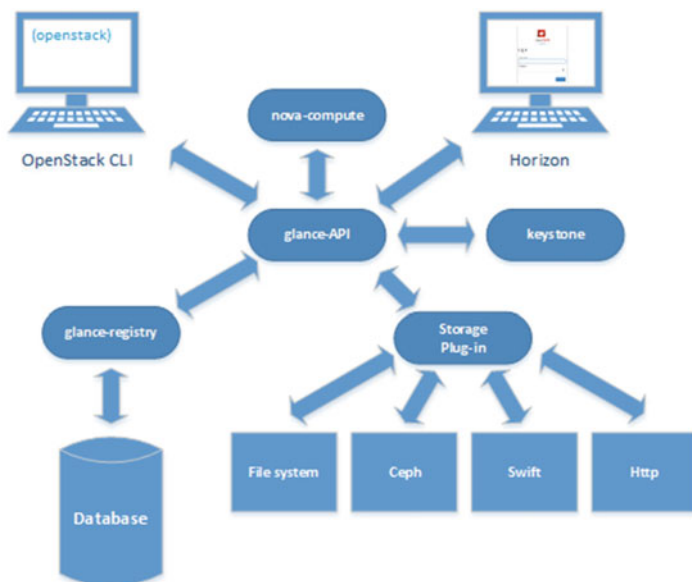 (openstack)
nova-compute
OpenStack CLI
Horizon
glance-API
keystone
glance-registry
Storage
Plug-in
File system
Ceph
Swift
Http
Database